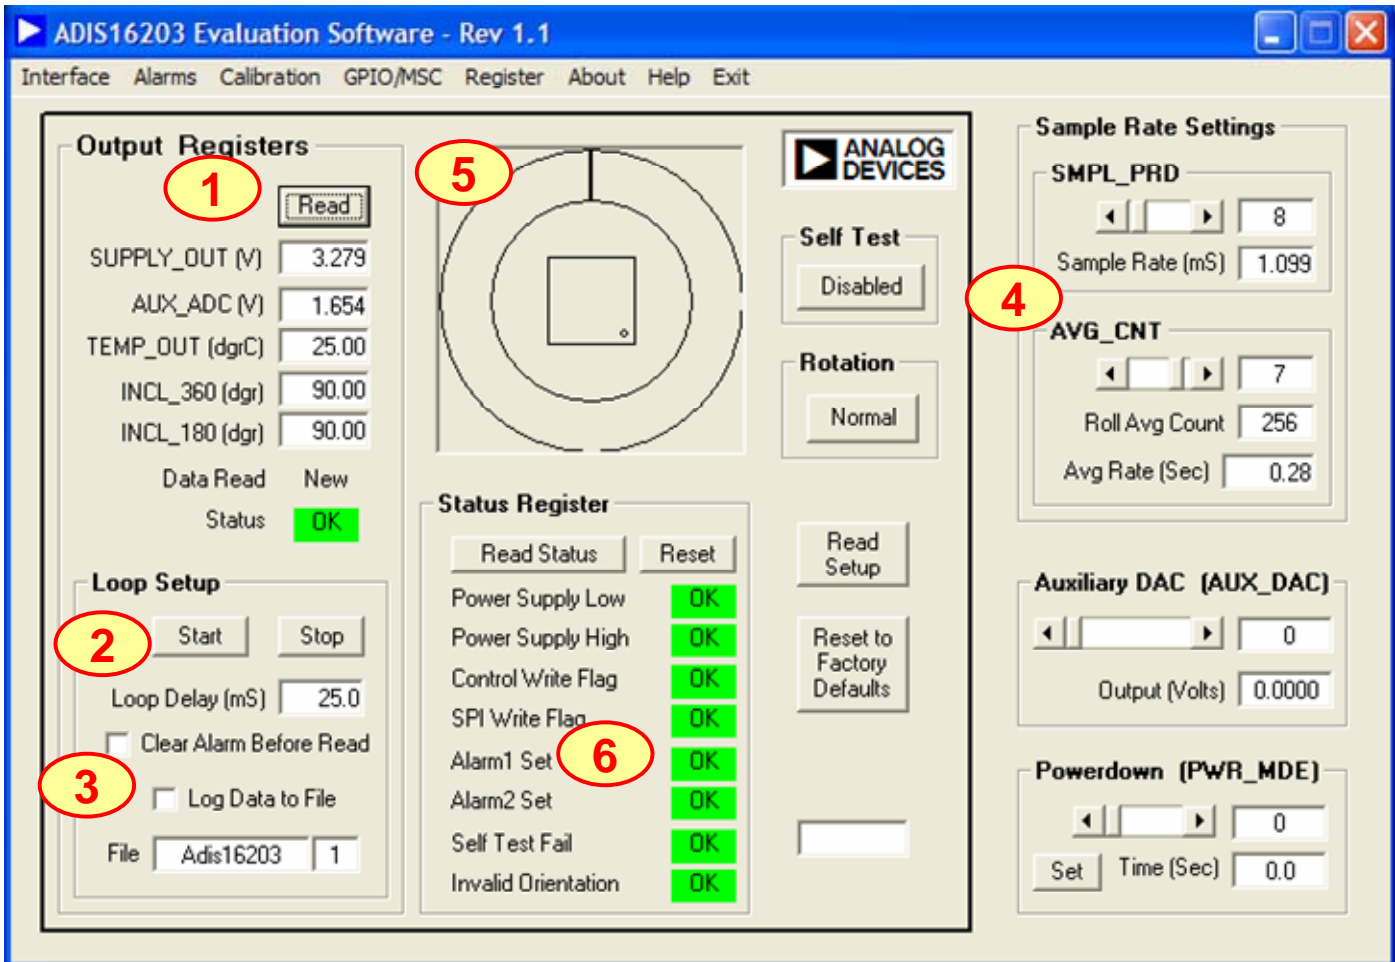 ADIS16203 Evaluation Software - Rev 1.1
Interface Alarms Calibration GPIO/MSC Register About Help Exit
Output Registers
1
Read
SUPPLY_OUT (V) 3.279
AUX_ADC (V) 1.654
TEMP_OUT (dgrC) 25.00
INCL_360 (dgr) 90.00
INCL_180 (dgr) 90.00
Data Read New
Status OK
Loop Setup
2
Start Stop
Loop Delay (mS) 25.0
Clear Alarm Before Read
3
Log Data to File
File Adis16203 1
5
Status Register
Read Status Reset
Power Supply Low OK
Power Supply High OK
Control Write Flag OK
SPI Write Flag OK
6
Alarm1 Set OK
Alarm2 Set OK
Self Test Fail OK
Invalid Orientation OK
ANALOG
DEVICES
Self Test
Disabled
Rotation
Normal
Read
Setup
Reset to
Factory
Defaults
Sample Rate Settings
SMPL_PRD
8
Sample Rate (mS) 1.099
4
AVG_CNT
7
Roll Avg Count 256
Avg Rate (Sec) 0.28
Auxiliary DAC (AUX_DAC)
0
Output (Volts) 0.0000
Powerdown (PWR_MDE)
0
Set Time (Sec) 0.0